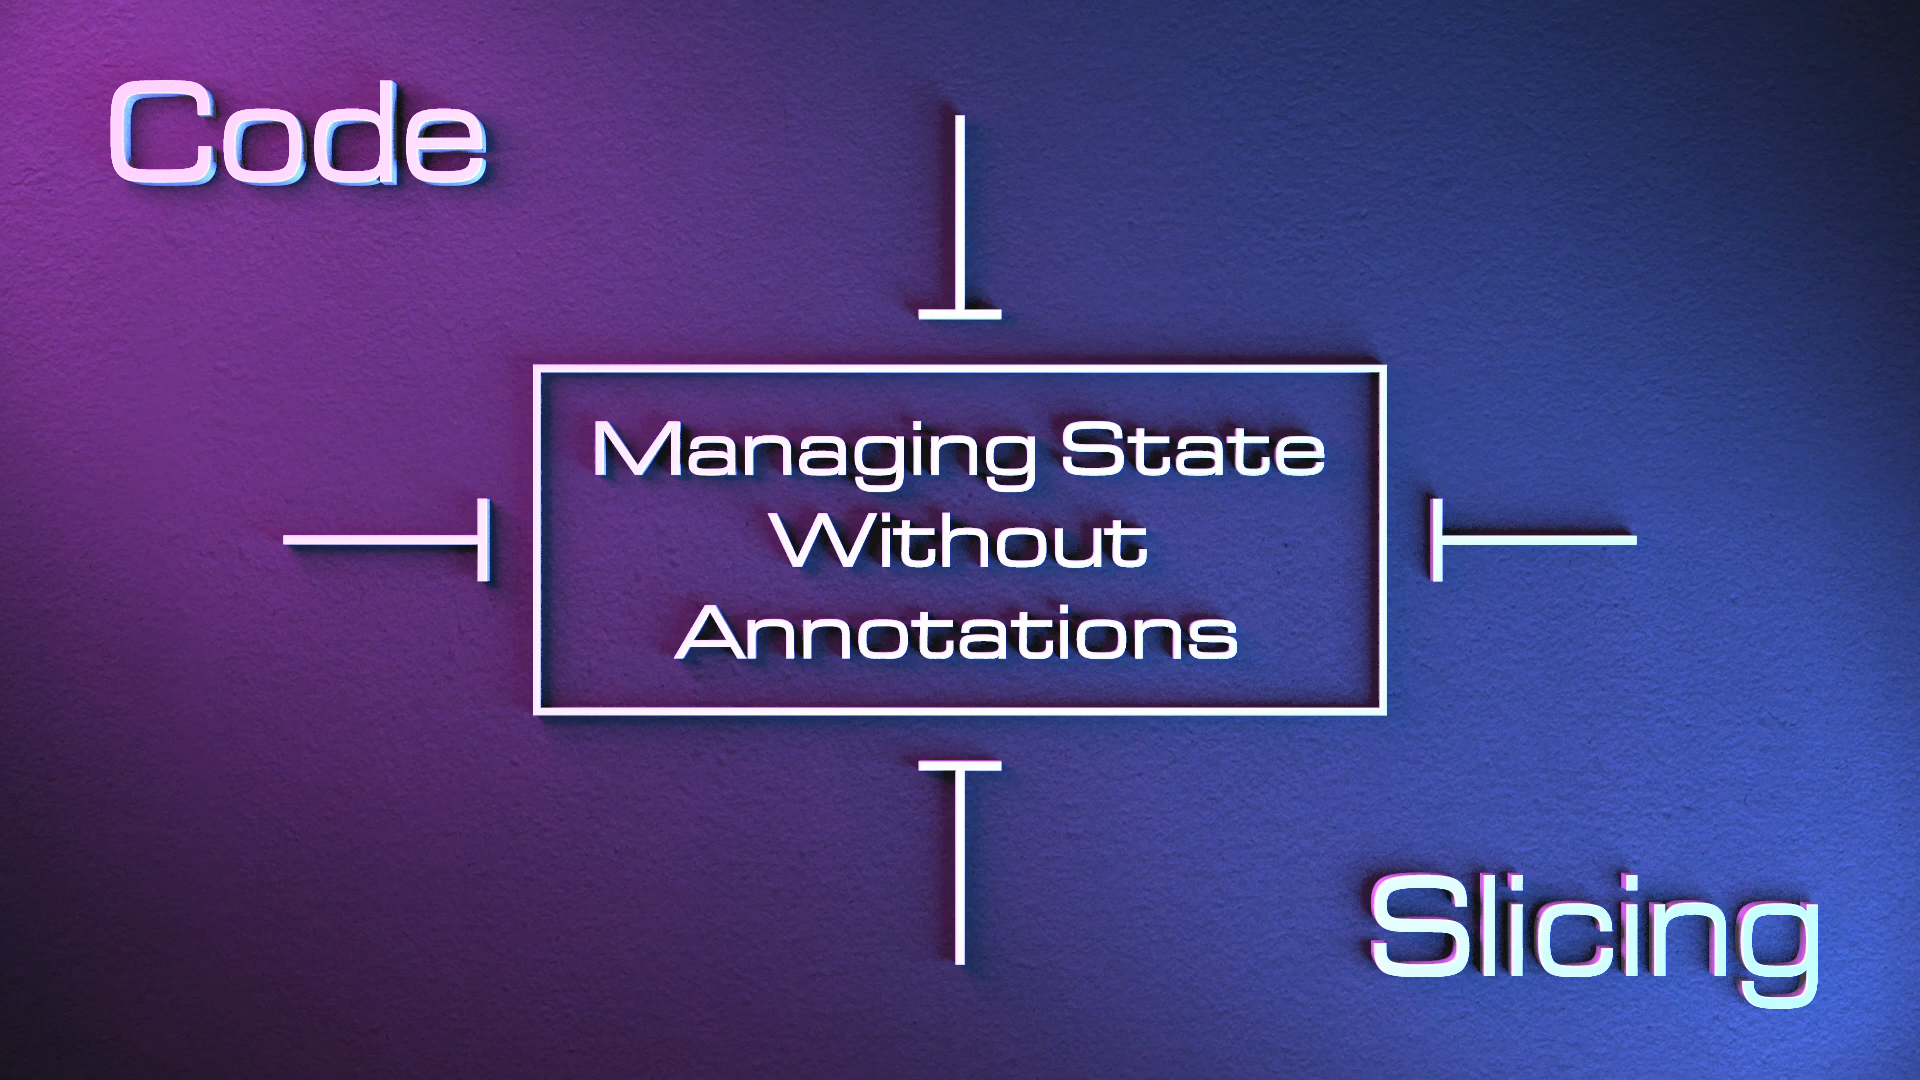 Code
Managing State
Without
Annotations
Slicing